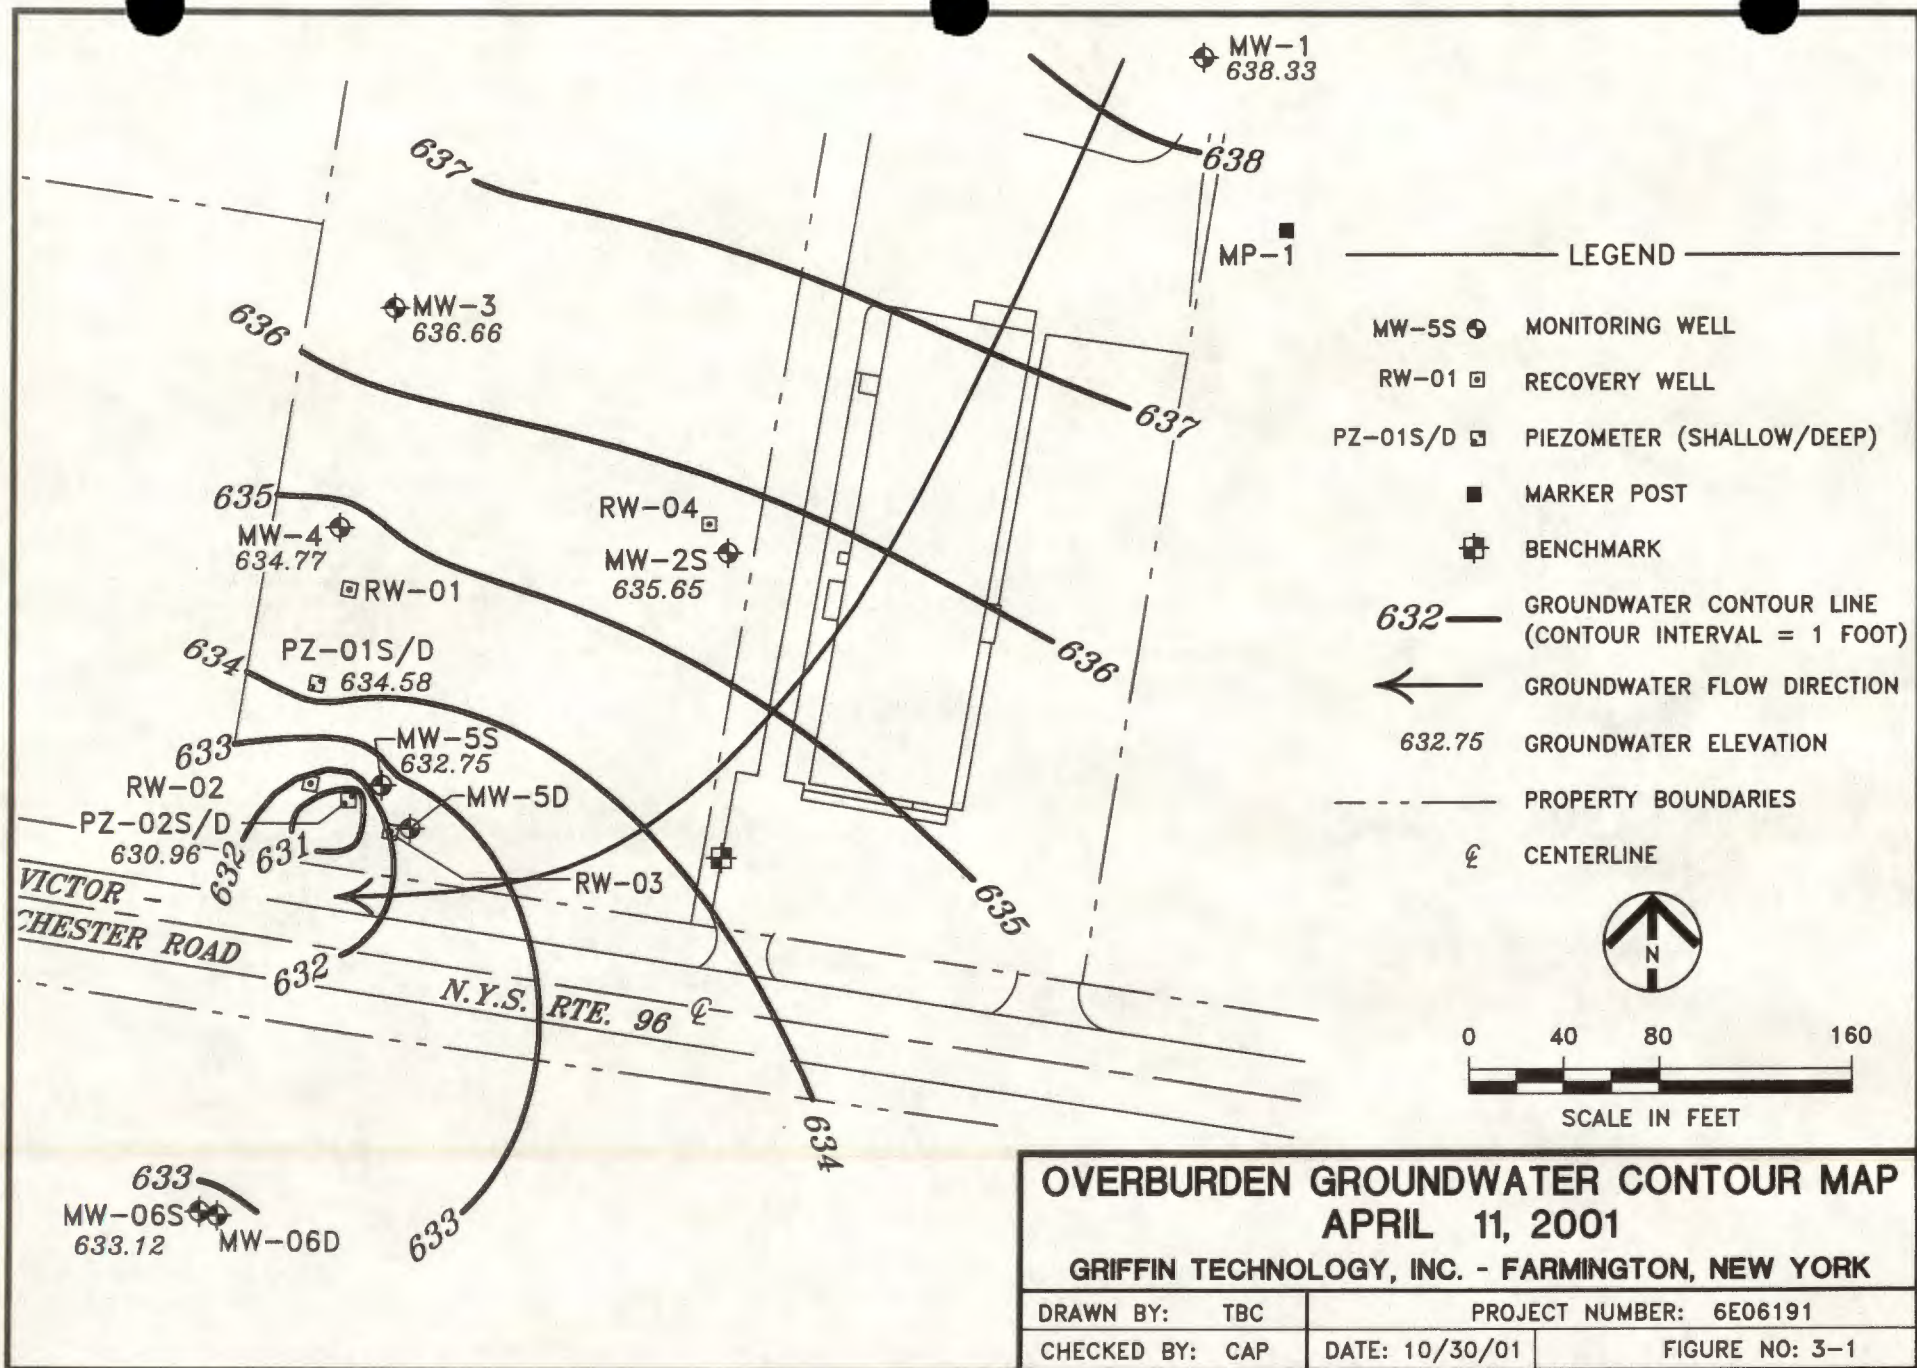 MW-1
638.33
637
638
MP-1
MW-3
636.66
636
637
635
MW-4
634.77
RW-01
RW-04
MW-2S
635.65
636
634
PZ-01S/D
634.58
633
MW-5S
632.75
RW-02
MW-5D
PZ-02S/D
630.96
632
631
RW-03
635
VICTOR -
CHESTER ROAD
632
N.Y.S. RTE. 96 ℄
634
633
MW-06S
633.12
MW-06D
633
LEGEND
MW-5S MONITORING WELL
RW-01 RECOVERY WELL
PZ-01S/D PIEZOMETER (SHALLOW/DEEP)
MARKER POST
BENCHMARK
632 GROUNDWATER CONTOUR LINE
(CONTOUR INTERVAL = 1 FOOT)
GROUNDWATER FLOW DIRECTION
632.75 GROUNDWATER ELEVATION
PROPERTY BOUNDARIES
℄ CENTERLINE
N
0 40 80 160
SCALE IN FEET
OVERBURDEN GROUNDWATER CONTOUR MAP
APRIL 11, 2001
GRIFFIN TECHNOLOGY, INC. - FARMINGTON, NEW YORK
DRAWN BY: TBC
PROJECT NUMBER: 6E06191
CHECKED BY: CAP
DATE: 10/30/01
FIGURE NO: 3-1